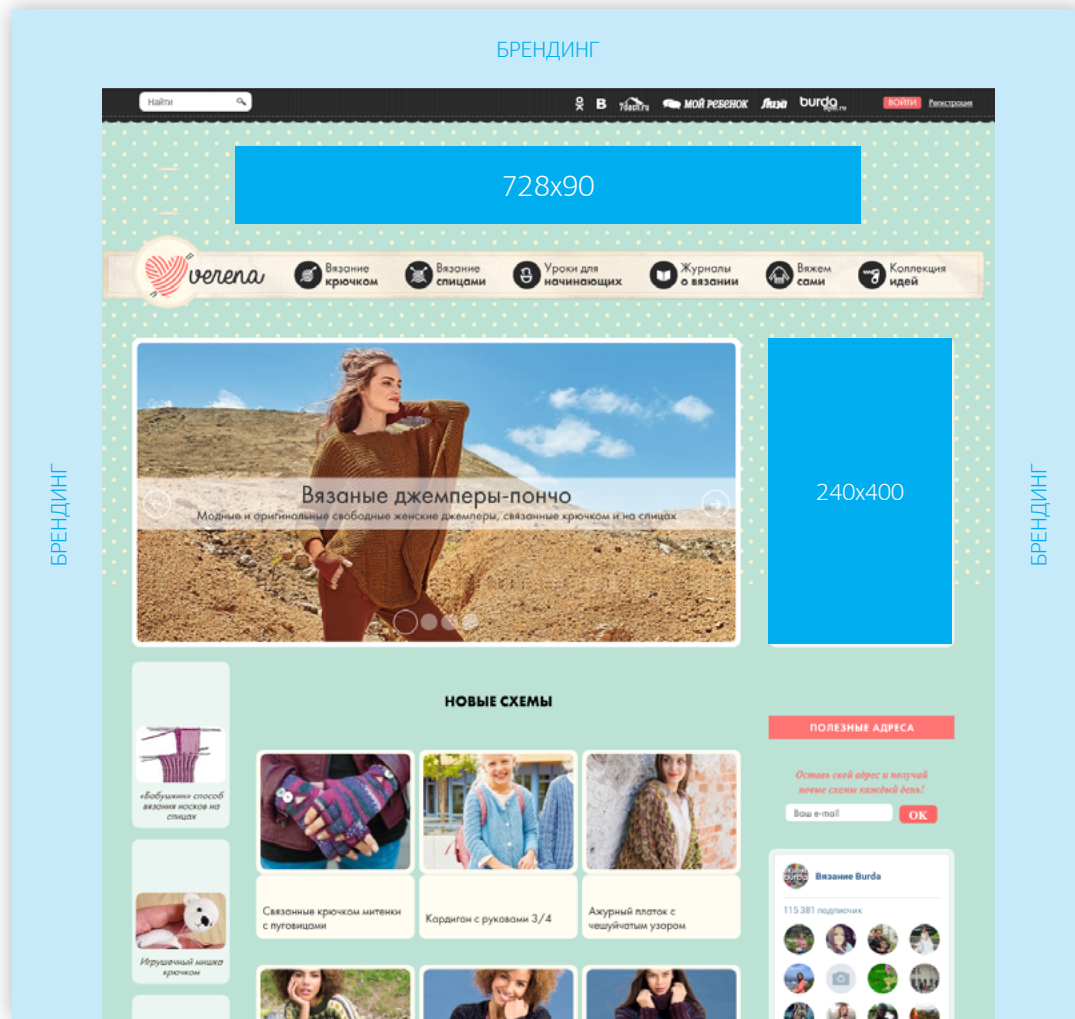 БРЕНДИНГ
Найти
В
7dach.ru
МОЙ РЕБЕНОК
Лиза
burda
style.ru
ВОЙТИ
Регистрация
728x90
verena
Вязание
крючком
Вязание
спицами
Уроки для
начинающих
Журналы
о вязании
Вяжем
сами
Коллекция
идей
БРЕНДИНГ
Вязаные джемперы-пончо
Модные и оригинальные свободные женские джемперы, связанные крючком и на спицах
240x400
БРЕНДИНГ
НОВЫЕ СХЕМЫ
«Бабушкин» способ
вязания носков на
спицах
Игрушечный мишка
крючком
Связанные крючком митенки
с пуговицами
Кардиган с рукавами 3/4
Ажурный платок с
чешуйчатым узором
ПОЛЕЗНЫЕ АДРЕСА
Оставь свой адрес и получай
новые схемы каждый день!
Ваш e-mail
OK
Вязание Burda
115 381 подписчик